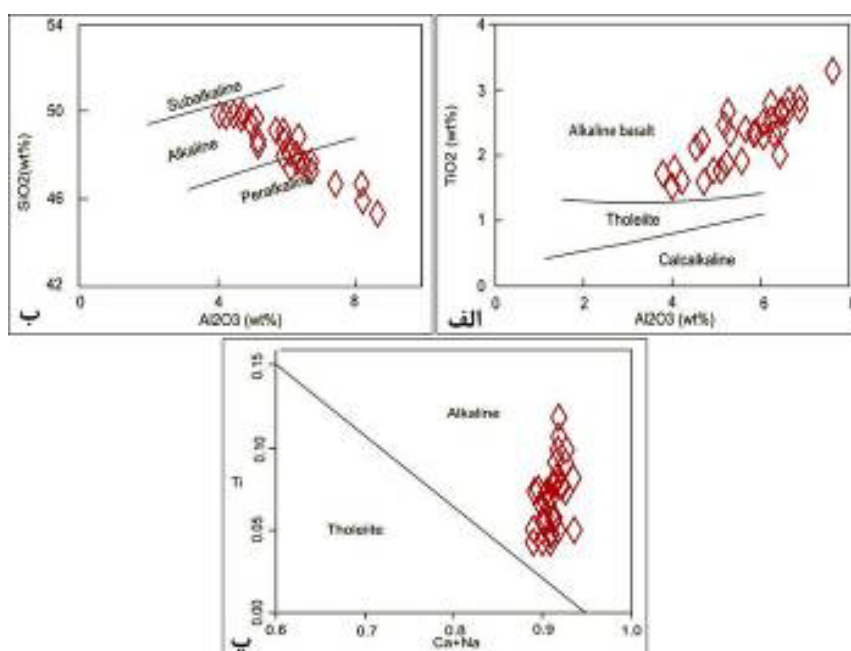 54
50
46
42
SiO2(wt%)
Subalkaline
Alkaline
Peralkaline
0
4
8
Al2O3 (wt%)
ب
4
3
2
1
0
TiO2 (wt%)
Alkaline basalt
Tholeiite
Calcalkaline
0
2
4
6
8
Al2O3 (wt%)
الف
0.15
0.10
0.05
0.00
Ti
Alkaline
Tholeiite
0.6
0.7
0.8
0.9
1.0
Ca+Na